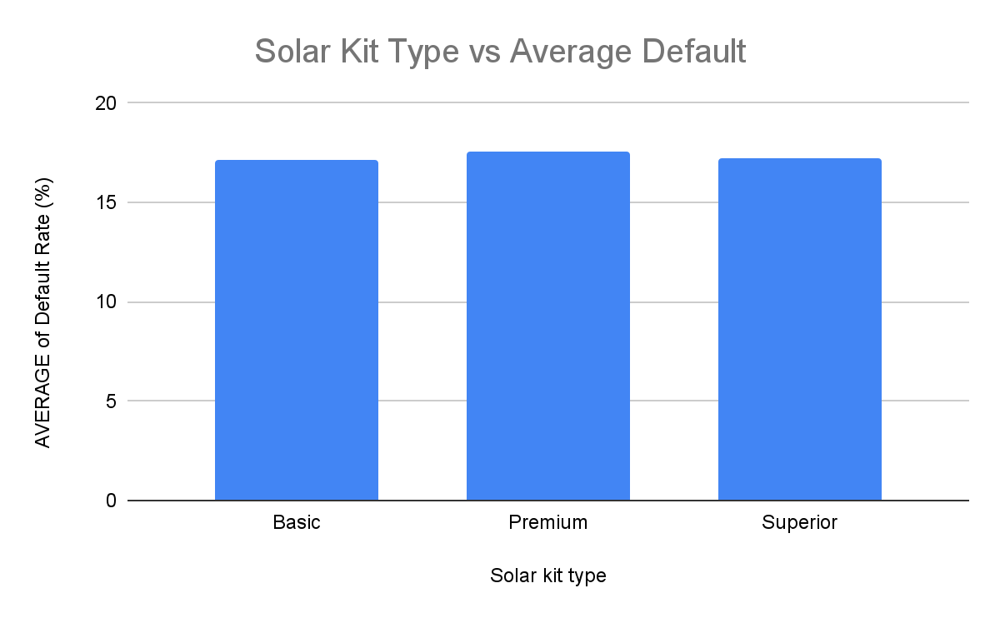 Solar Kit Type vs Average Default
AVERAGE of Default Rate (%)
20
15
10
5
0
Basic
Premium
Superior
Solar kit type